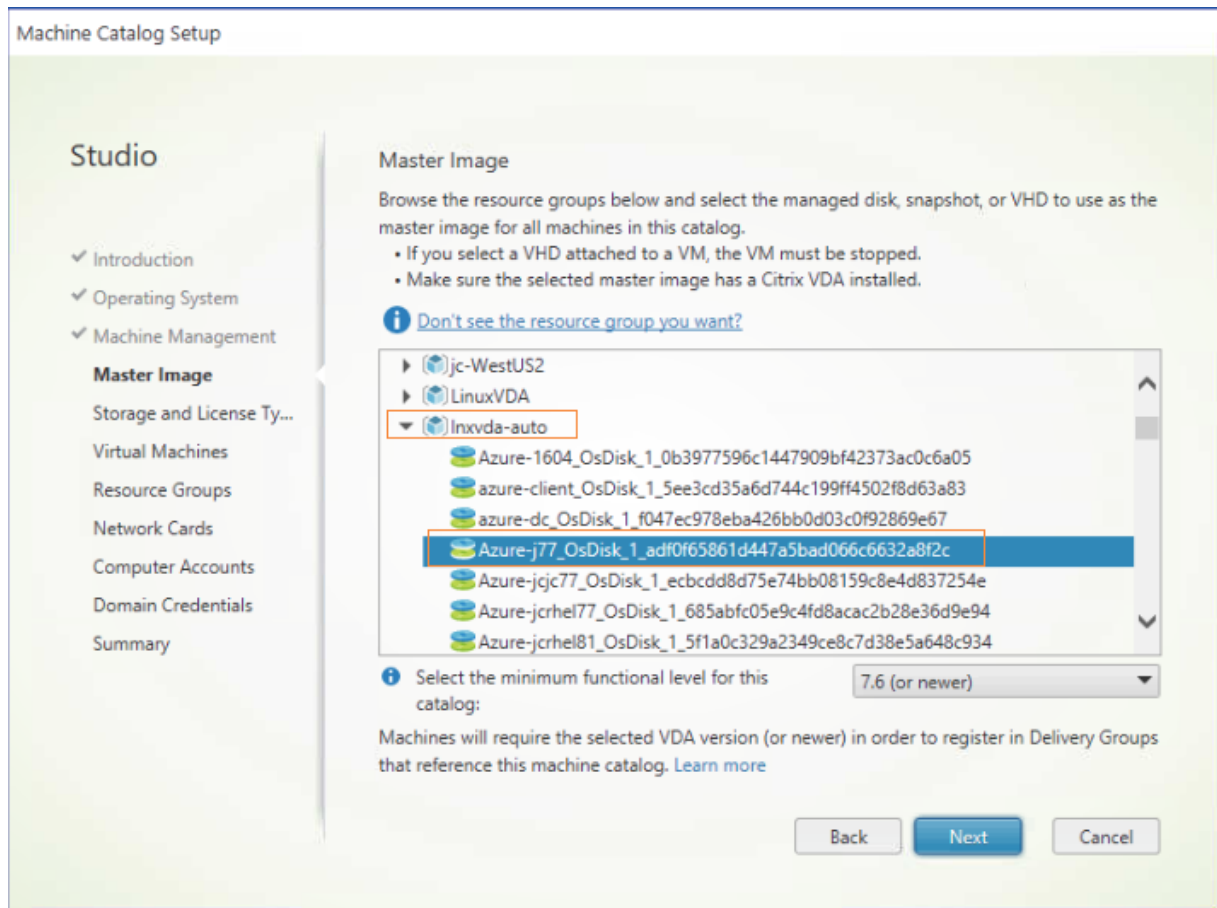 Machine Catalog Setup
Studio
Introduction
Operating System
Machine Management
Master Image
Storage and License Ty...
Virtual Machines
Resource Groups
Network Cards
Computer Accounts
Domain Credentials
Summary
Master Image
Browse the resource groups below and select the managed disk, snapshot, or VHD to use as the
master image for all machines in this catalog.
• If you select a VHD attached to a VM, the VM must be stopped.
• Make sure the selected master image has a Citrix VDA installed.
Don't see the resource group you want?
jc-WestUS2
LinuxVDA
lnxvda-auto
Azure-1604_OsDisk_1_0b3977596c1447909bf42373ac0c6a05
azure-client_OsDisk_1_5ee3cd35a6d744c199ff4502f8d63a83
azure-dc_OsDisk_1_f047ec978eba426bb0d03c0f92869e67
Azure-j77_OsDisk_1_adf0f65861d447a5bad066c6632a8f2c
Azure-jcjc77_OsDisk_1_ecbcdd8d75e74bb08159c8e4d837254e
Azure-jcrhel77_OsDisk_1_685abfc05e9c4fd8acac2b28e36d9e94
Azure-jcrhel81_OsDisk_1_5f1a0c329a2349ce8c7d38e5a648c934
Select the minimum functional level for this
catalog:
7.6 (or newer)
Machines will require the selected VDA version (or newer) in order to register in Delivery Groups
that reference this machine catalog. Learn more
Back
Next
Cancel